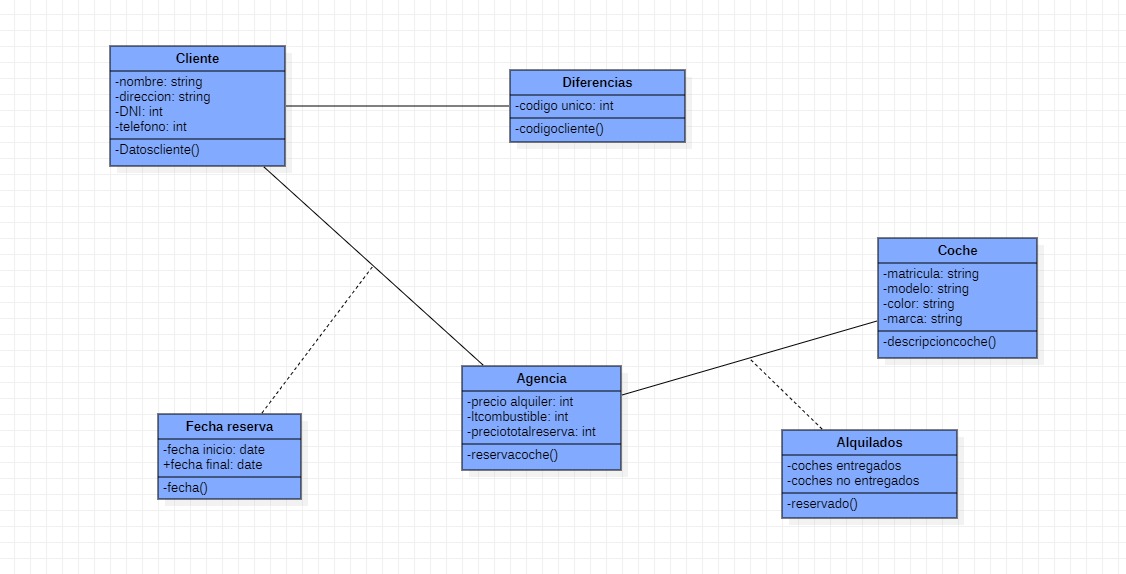 Cliente
-nombre: string
-direccion: string
-DNI: int
-telefono: int
-Datoscliente()
Diferencias
-codigo unico: int
-codigocliente()
Coche
-matricula: string
-modelo: string
-color: string
-marca: string
-descripcioncoche()
Agencia
-precio alquiler: int
-ltcombustible: int
-preciototalreserva: int
-reservacoche()
Fecha reserva
-fecha inicio: date
+fecha final: date
-fecha()
Alquilados
-coches entregados
-coches no entregados
-reservado()